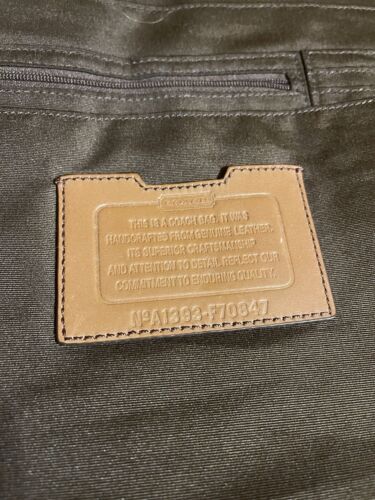 THIS IS A COACH BAG. IT WAS
HANDCRAFTED FROM GENUINE LEATHER.
ITS SUPERIOR CRAFTSMANSHIP
AND ATTENTION TO DETAIL REFLECT OUR
COMMITMENT TO ENDURING QUALITY.
NºA1393-F70847